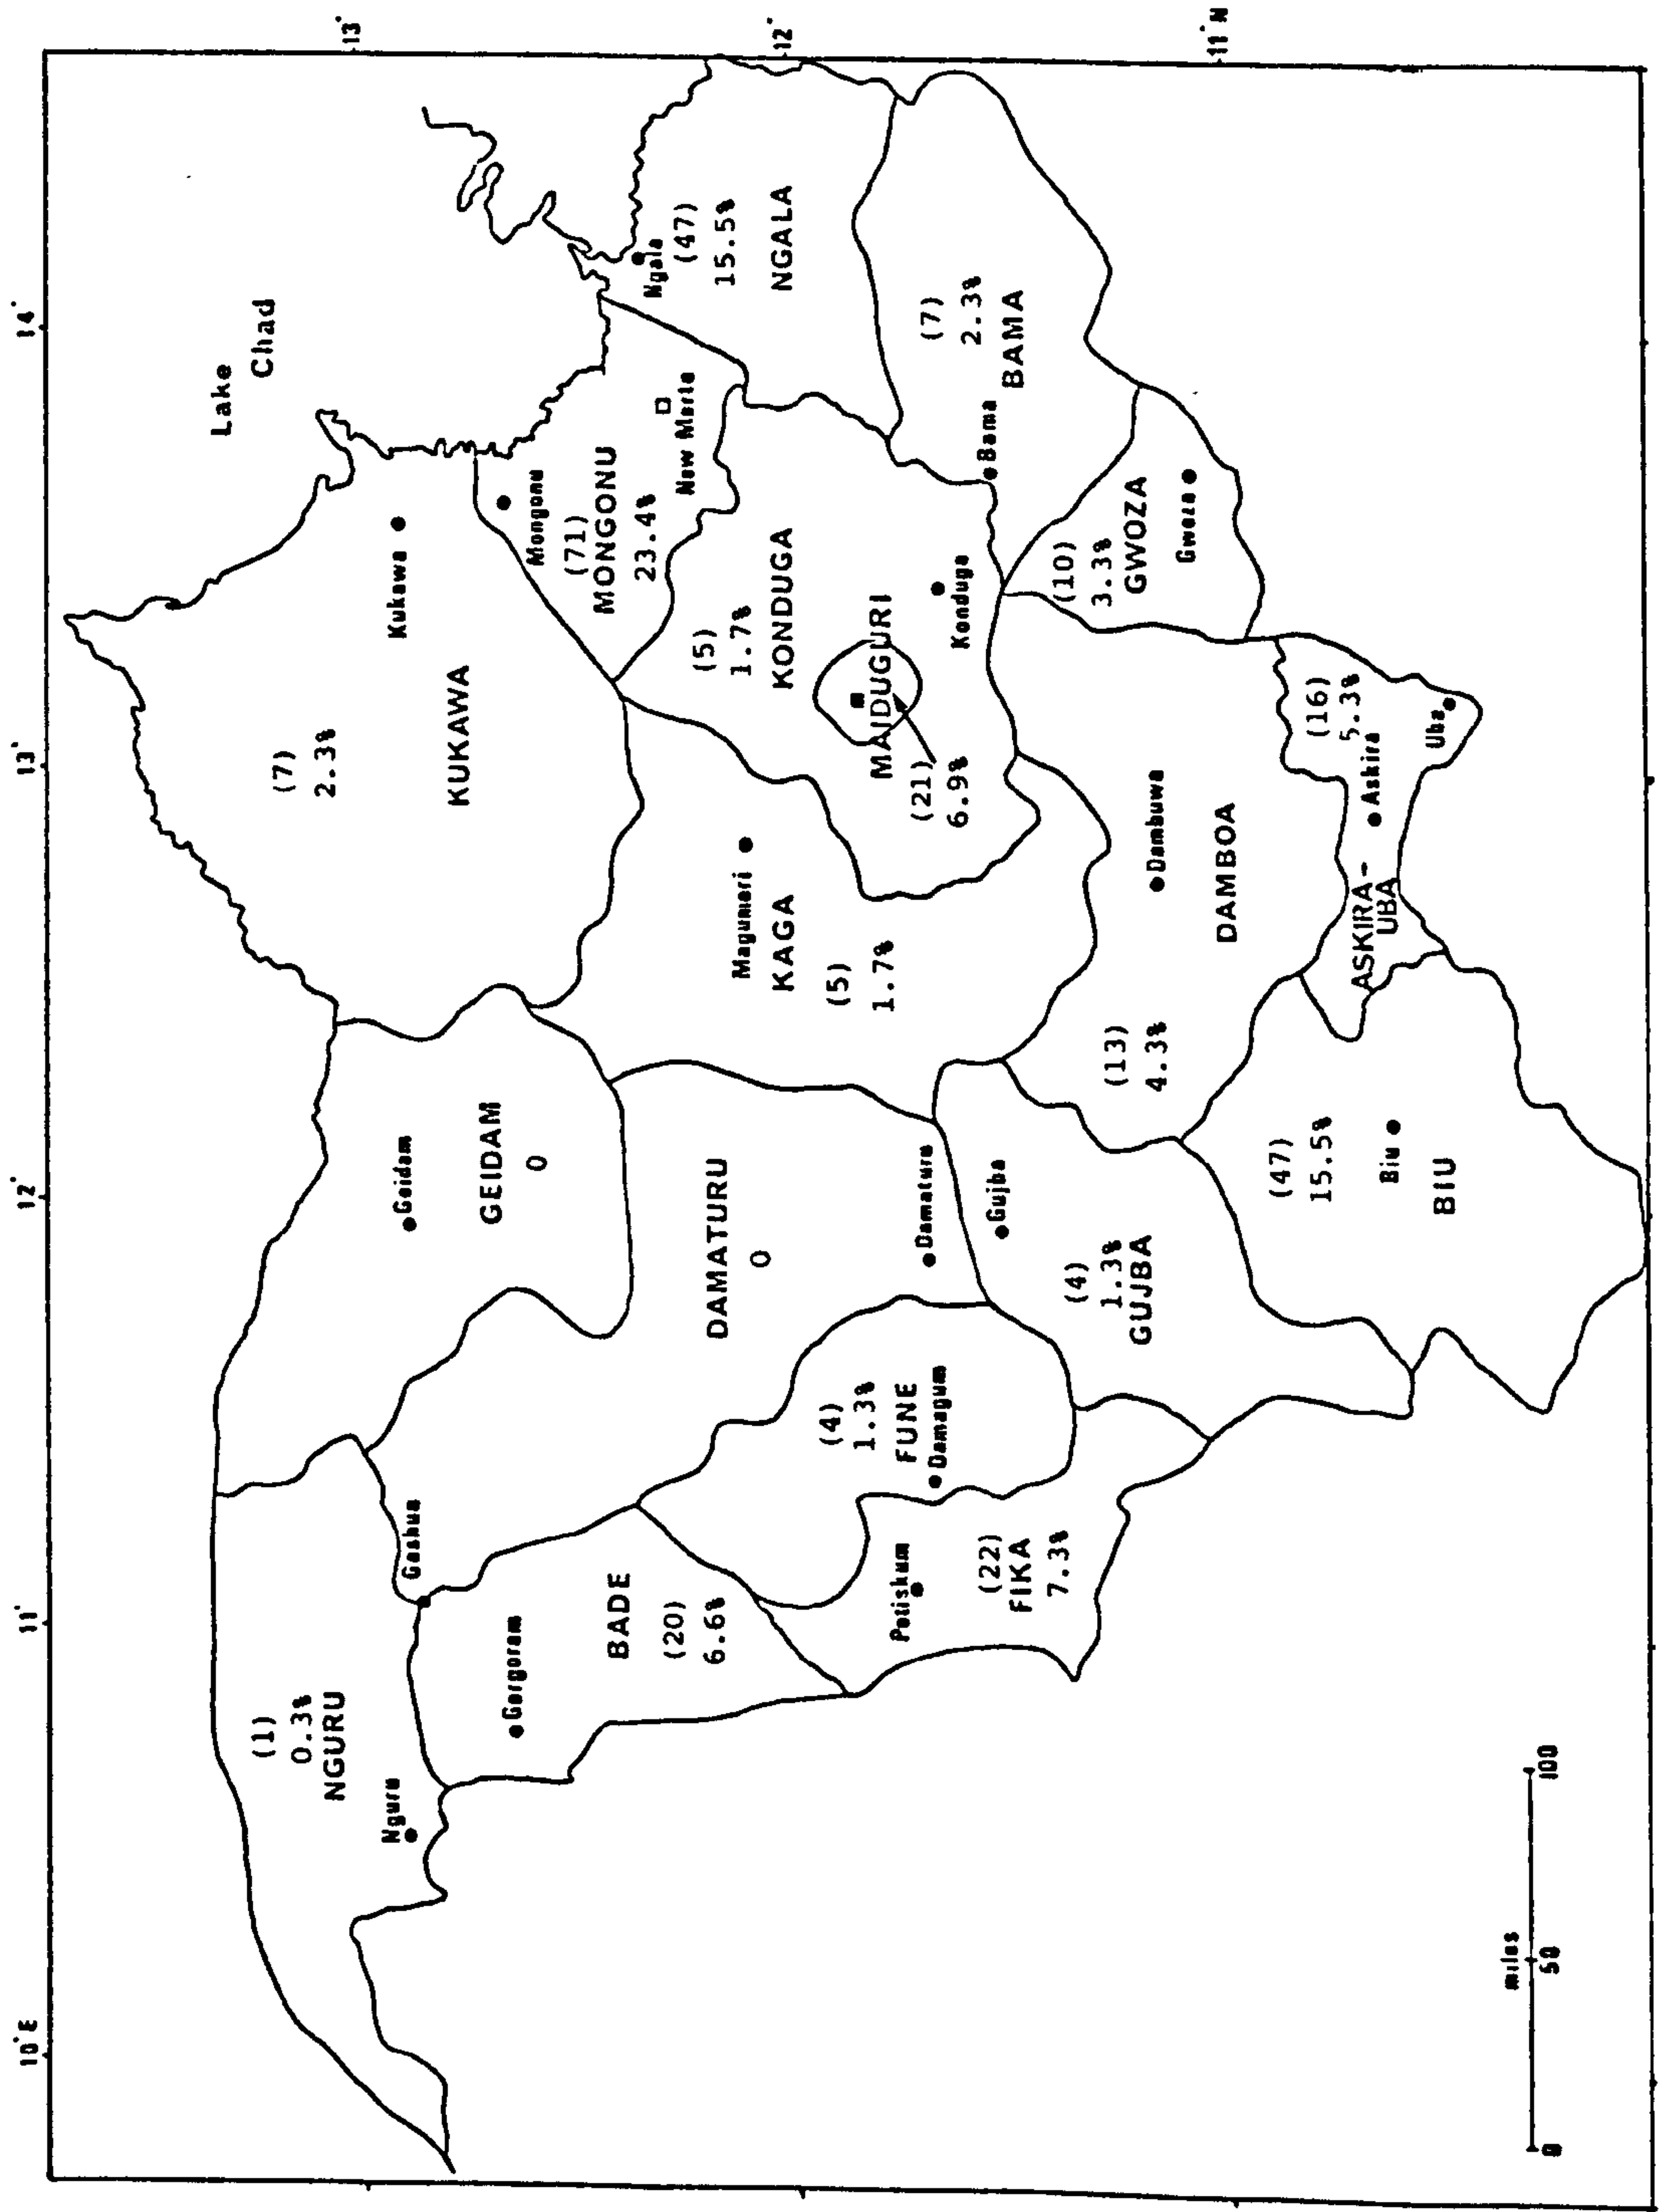 10°E
11°
12°
13°
14°
13°
12°
11°N
Lake
Chad
(1)
0.3%
NGURU
Nguru
Gashua
Gorgoram
BADE
(20)
6.6%
Geidam
GEIDAM
0
DAMATURU
0
Damaturu
(4)
1.3%
FUNE
Damagum
Potiskum
(22)
FIKA
7.3%
Gujba
(4)
1.3%
GUJBA
(7)
2.3%
KUKAWA
Kukawa
Mongonu
(71)
MONGONU
23.4%
New Marte
Ngala
(47)
15.5%
NGALA
(5)
1.7%
KONDUGA
MAIDUGURI
(21)
6.9%
Konduga
Magumeri
KAGA
(5)
1.7%
(7)
2.3%
BAMA
Bama
(10)
3.3%
GWOZA
Gwoza
Dambuwa
DAMBOA
(13)
4.3%
(16)
5.3%
Askira
Uba
ASKIRA-
UBA
(47)
15.5%
Biu
BIU
miles
0 50 100